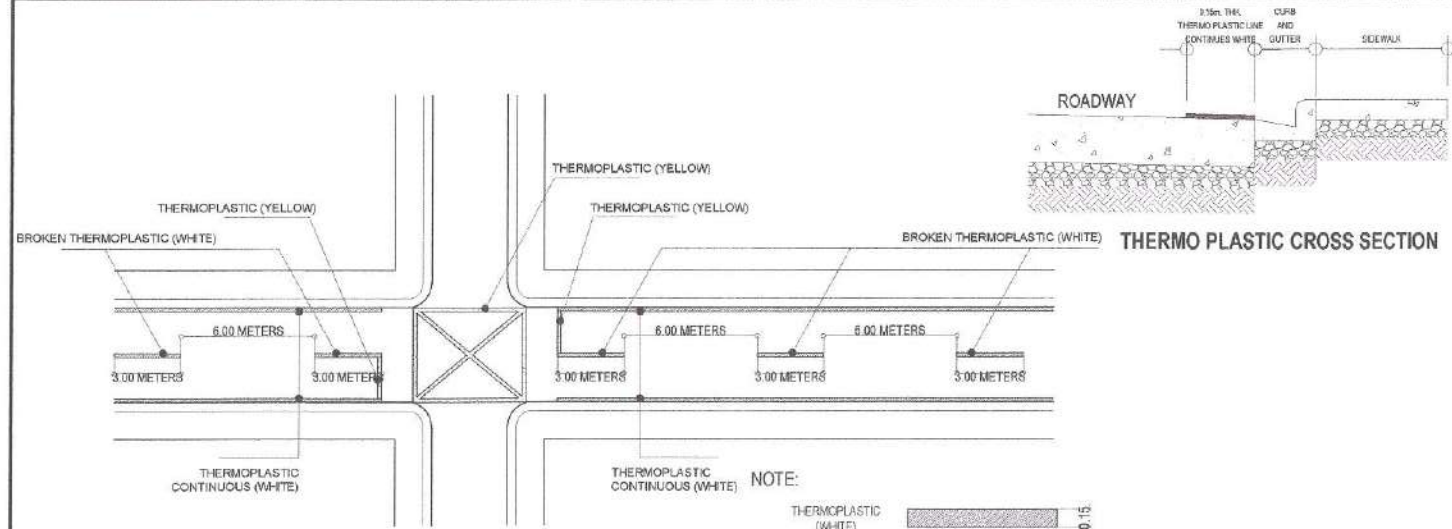 0.15m. THK.
THERMO PLASTIC LINE
CONTINUES WHITE
CURB
AND
GUTTER
SIDEWALK
ROADWAY
THERMO PLASTIC CROSS SECTION
THERMOPLASTIC (YELLOW)
THERMOPLASTIC (YELLOW)
THERMOPLASTIC (YELLOW)
BROKEN THERMOPLASTIC (WHITE)
BROKEN THERMOPLASTIC (WHITE)
6.00 METERS
6.00 METERS
6.00 METERS
3.00 METERS
3.00 METERS
3.00 METERS
3.00 METERS
3.00 METERS
THERMOPLASTIC
CONTINUOUS (WHITE)
THERMOPLASTIC
CONTINUOUS (WHITE)
NOTE:
THERMOPLASTIC
(WHITE)
0.15